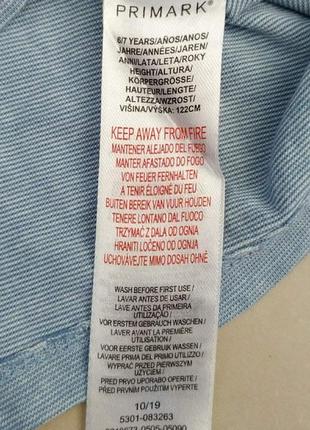 PRIMARK
6/7 YEARS/AÑOS/ANOS/
JAHRE/ANNÉES/JAREN/
ANNI/LATA/LETA/ROKY
HEIGHT/ALTURA/
KÖRPERGRÖSSE/
HAUTEUR/LENGTE/
ALTEZZA/WZROST/
VIŠINA/VÝŠKA: 122CM
KEEP AWAY FROM FIRE
MANTENER ALEJADO DEL FUEGO
MANTER AFASTADO DO FOGO
VON FEUER FERNHALTEN
A TENIR ÉLOIGNÉ DU FEU
BUITEN BEREIK VAN VUUR HOUDEN
TENERE LONTANO DAL FUOCO
TRZYMAĆ Z DALA OD OGNIA
HRANITI LOČENO OD OGNJA
UCHOVÁVEJTE MIMO DOSAH OHNĚ
WASH BEFORE FIRST USE /
LAVAR ANTES DE USAR/
LAVE ANTES DA PRIMEIRA
UTILIZAÇÃO /
VOR ERSTEM GEBRAUCH WASCHEN /
LAVER AVANT LA PREMIÈRE
UTILISATION /
VOOR EERSTE GEBRUIK WASSEN/
LAVARE PRIMA DEL PRIMO UTILIZZO /
WYPRAĆ PRZED PIERWSZYM
UŻYCIEM /
PRED PRVO UPORABO OPERITE /
PŘED PRVNÍM POUŽITÍM VYPERTE
10/19
5301-083263